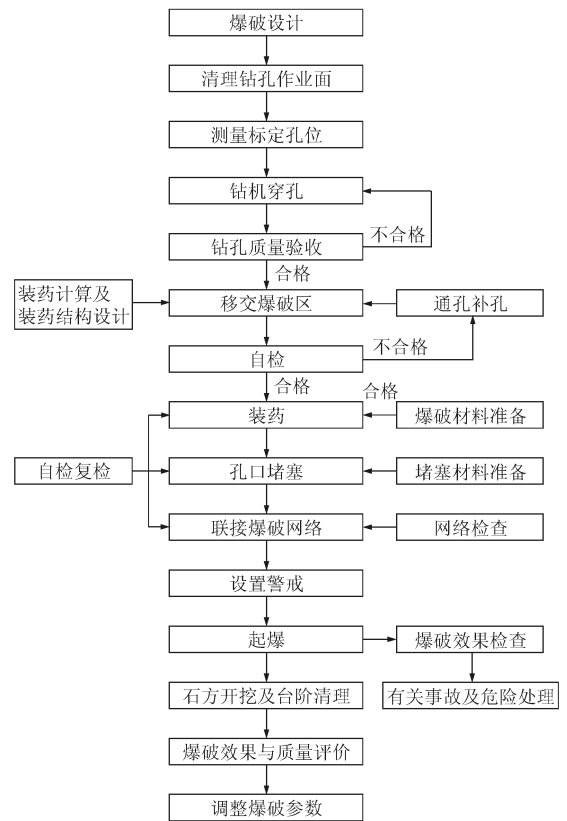 爆破设计
清理钻孔作业面
测量标定孔位
钻机穿孔
不合格
钻孔质量验收
合格
装药计算及
装药结构设计
移交爆破区
通孔补孔
不合格
自检
合格
合格
装药
爆破材料准备
自检复检
孔口堵塞
堵塞材料准备
联接爆破网络
网络检查
设置警戒
起爆
爆破效果检查
石方开挖及台阶清理
有关事故及危险处理
爆破效果与质量评价
调整爆破参数